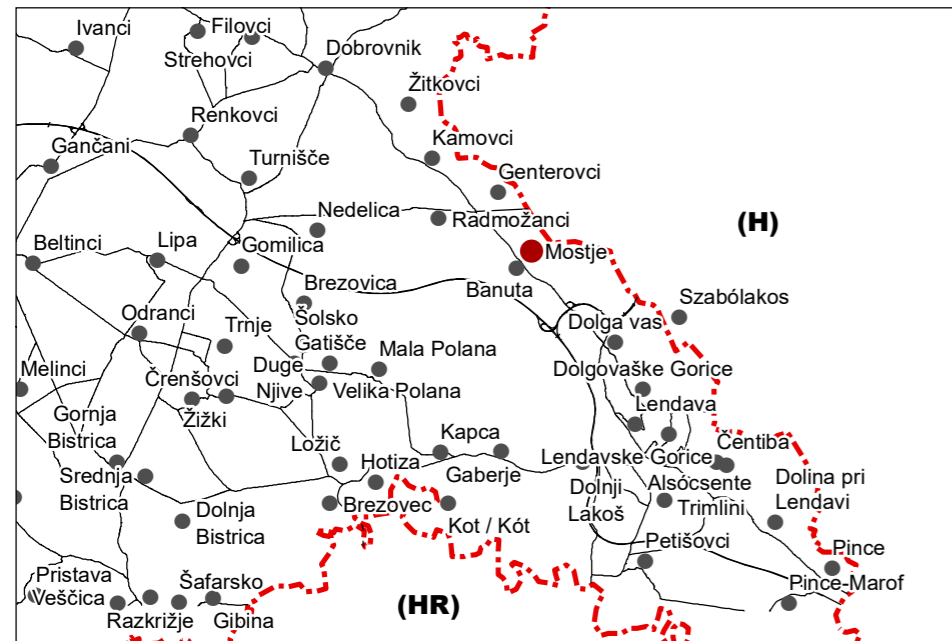 Ivanci
Filovci
Strehovci
Dobrovnik
Žitkovci
Renkovci
Kamovci
Gančani
Turnišče
Genterovci
Nedelica
Radmožanci
(H)
Beltinci
Lipa
Gomilica
Mostje
Brezovica
Banuta
Szabólakos
Odranci
Trnje
Šolsko
Dolga vas
Gatišče
Mala Polana
Duge
Njive
Melinci
Črenšovci
Velika Polana
Dolgovaške Gorice
Žižki
Gornja
Bistrica
Lendava
Ložič
Kapca
Čentiba
Srednja
Bistrica
Hotiza
Gaberje
Lendavske Gorice
Dolina pri
Lendavi
Dolnji
Lakoš
Alsócsente
Trimlini
Dolnja
Bistrica
Brezovec
Kot / Kót
Petišovci
Pince
Pristava
Veščica
Šafarsko
Pince-Marof
Razkrižje
Gibina
(HR)